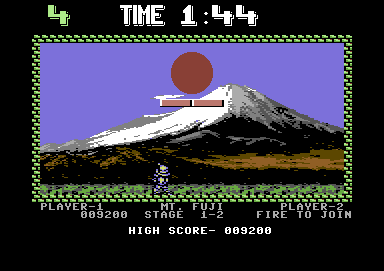 4 TIME 1:44
PLAYER-1 MT. FUJI PLAYER-2
009200 STAGE 1-2 FIRE TO JOIN
HIGH SCORE- 009200